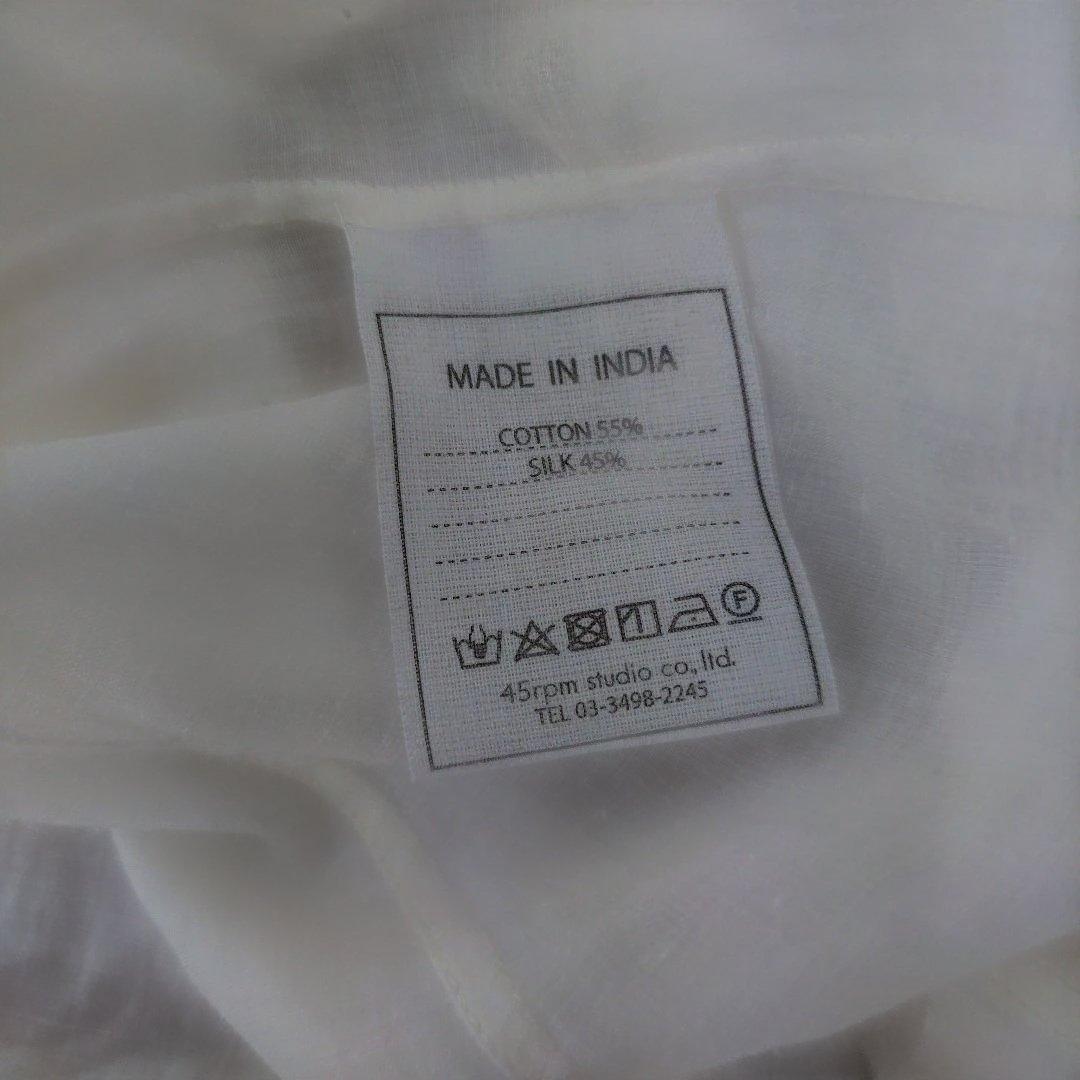 MADE IN INDIA
COTTON 55%
SILK 45%
F
45rpm studio co., ltd.
TEL 03-3498-2245